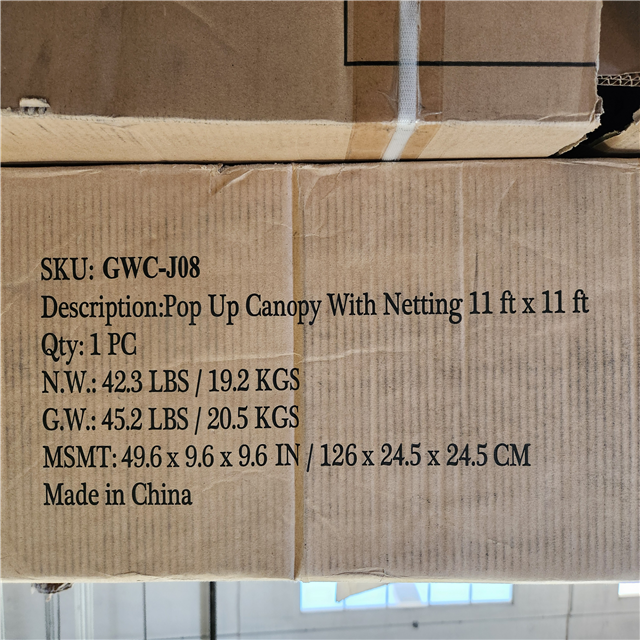 SKU: GWC-J08
Description:Pop Up Canopy With Netting 11 ft x 11 ft
Qty: 1 PC
N.W.: 42.3 LBS / 19.2 KGS
G.W.: 45.2 LBS / 20.5 KGS
MSMT: 49.6 x 9.6 x 9.6 IN / 126 x 24.5 x 24.5 CM
Made in China